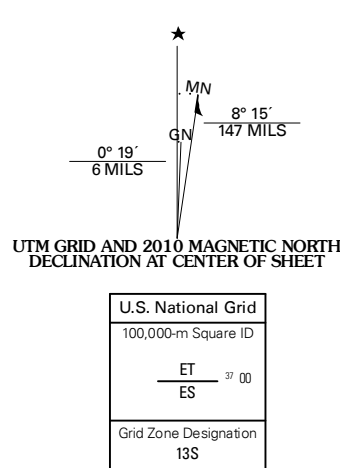 ★
MN
8° 15´
147 MILS
GN
0° 19´
6 MILS
UTM GRID AND 2010 MAGNETIC NORTH
DECLINATION AT CENTER OF SHEET
U.S. National Grid
100,000-m Square ID
ET
37 00
ES
Grid Zone Designation
13S